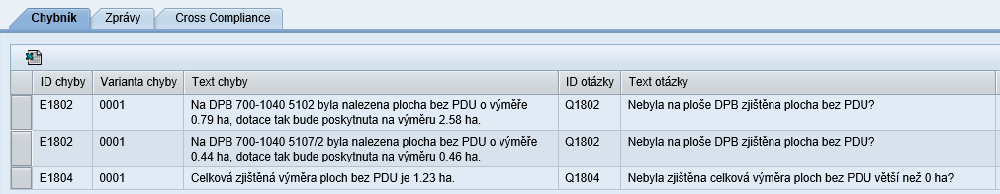 Chybník Zprávy Cross Compliance
ID chyby Varianta chyby Text chyby ID otázky Text otázky
E1802 0001 Na DPB 700-1040 5102 byla nalezena plocha bez PDU o výměře Q1802 Nebyla na ploše DPB zjištěna plocha bez PDU?
0.79 ha, dotace tak bude poskytnuta na výměru 2.58 ha.
E1802 0001 Na DPB 700-1040 5107/2 byla nalezena plocha bez PDU o výměře Q1802 Nebyla na ploše DPB zjištěna plocha bez PDU?
0.44 ha, dotace tak bude poskytnuta na výměru 0.46 ha.
E1804 0001 Celková zjištěná výměra ploch bez PDU je 1.23 ha. Q1804 Nebyla zjištěna celková výměra ploch bez PDU větší než 0 ha?